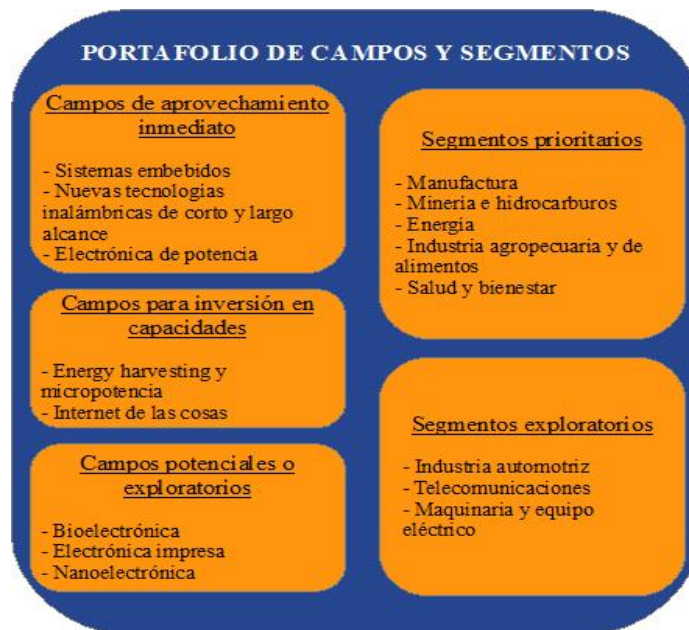 PORTAFOLIO DE CAMPOS Y SEGMENTOS
Campos de aprovechamiento
inmediato
- Sistemas embebidos
- Nuevas tecnologías
inalámbricas de corto y largo
alcance
- Electrónica de potencia
Campos para inversión en
capacidades
- Energy harvesting y
micropotencia
- Internet de las cosas
Campos potenciales o
exploratorios
- Bioelectrónica
- Electrónica impresa
- Nanoelectrónica
Segmentos prioritarios
- Manufactura
- Minería e hidrocarburos
- Energía
- Industria agropecuaria y de
alimentos
- Salud y bienestar
Segmentos exploratorios
- Industria automotriz
- Telecomunicaciones
- Maquinaria y equipo
eléctrico